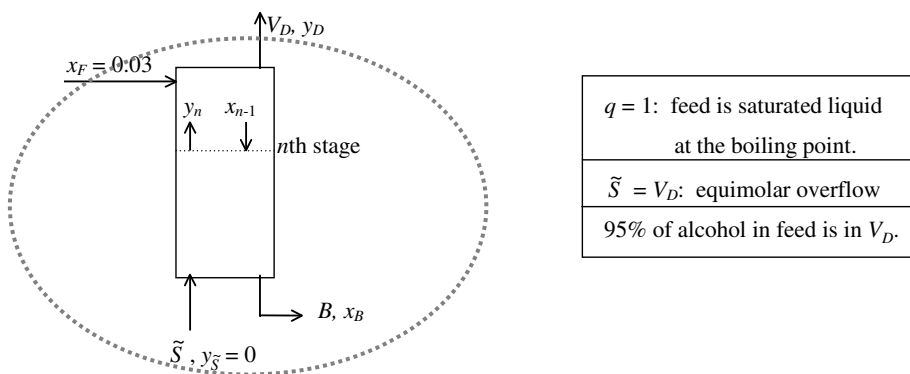 V_D, y_D
x_F = 0.03
y_n
x_{n-1}
nth stage
B, x_B
S̃ , y_S̃ = 0
q = 1: feed is saturated liquid
at the boiling point.
S̃ = V_D: equimolar overflow
95% of alcohol in feed is in V_D.